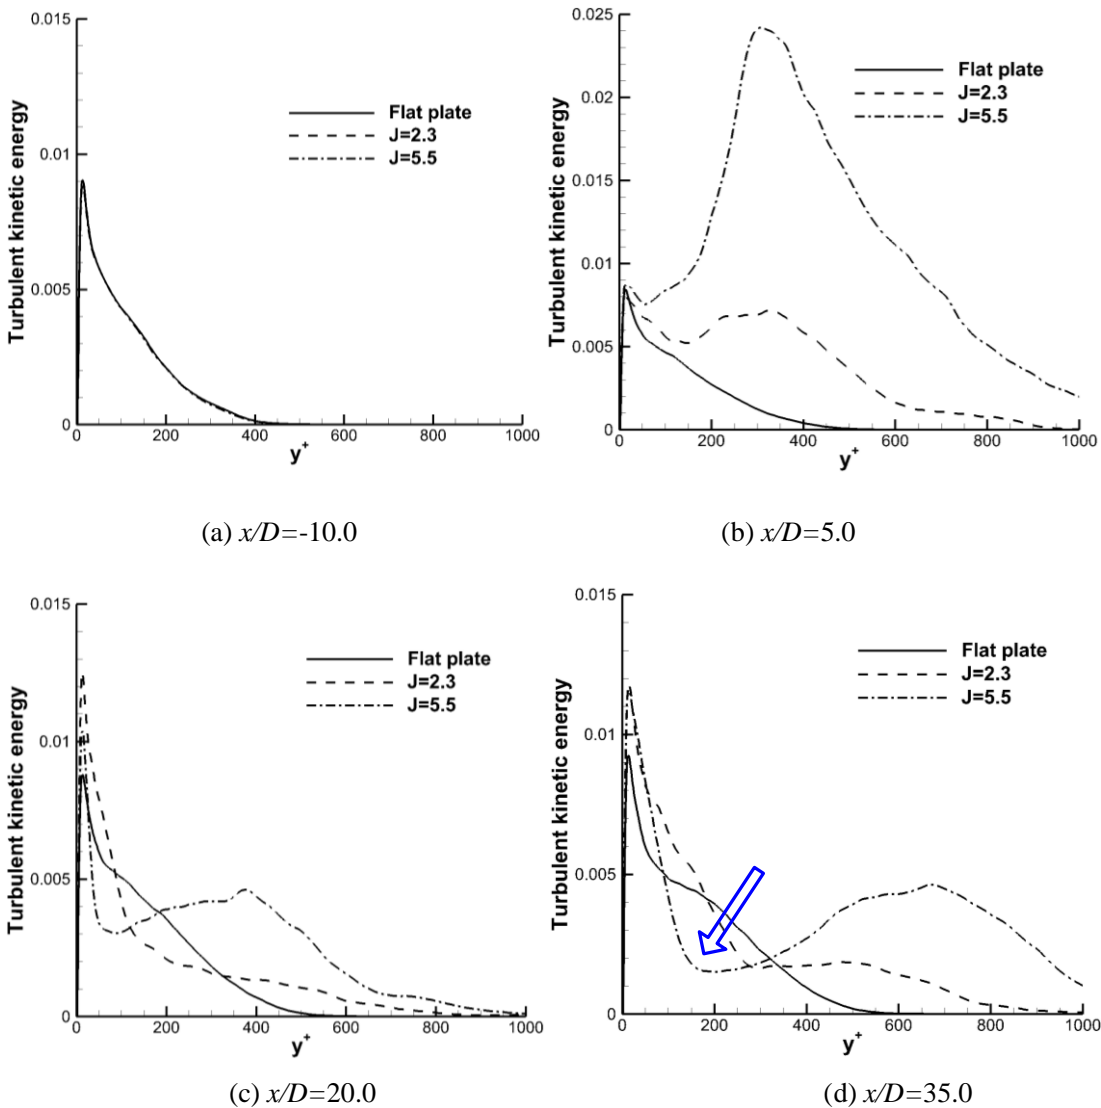 0.015
0.01
0.005
0
0 200 400 600 800 1000
Turbulent kinetic energy
y+
Flat plate
J=2.3
J=5.5
(a) x/D=-10.0
0.025
0.02
0.015
0.01
0.005
0
0 200 400 600 800 1000
Turbulent kinetic energy
y+
Flat plate
J=2.3
J=5.5
(b) x/D=5.0
0.015
0.01
0.005
0
0 200 400 600 800 1000
Turbulent kinetic energy
y+
Flat plate
J=2.3
J=5.5
(c) x/D=20.0
0.015
0.01
0.005
0
0 200 400 600 800 1000
Turbulent kinetic energy
y+
Flat plate
J=2.3
J=5.5
(d) x/D=35.0